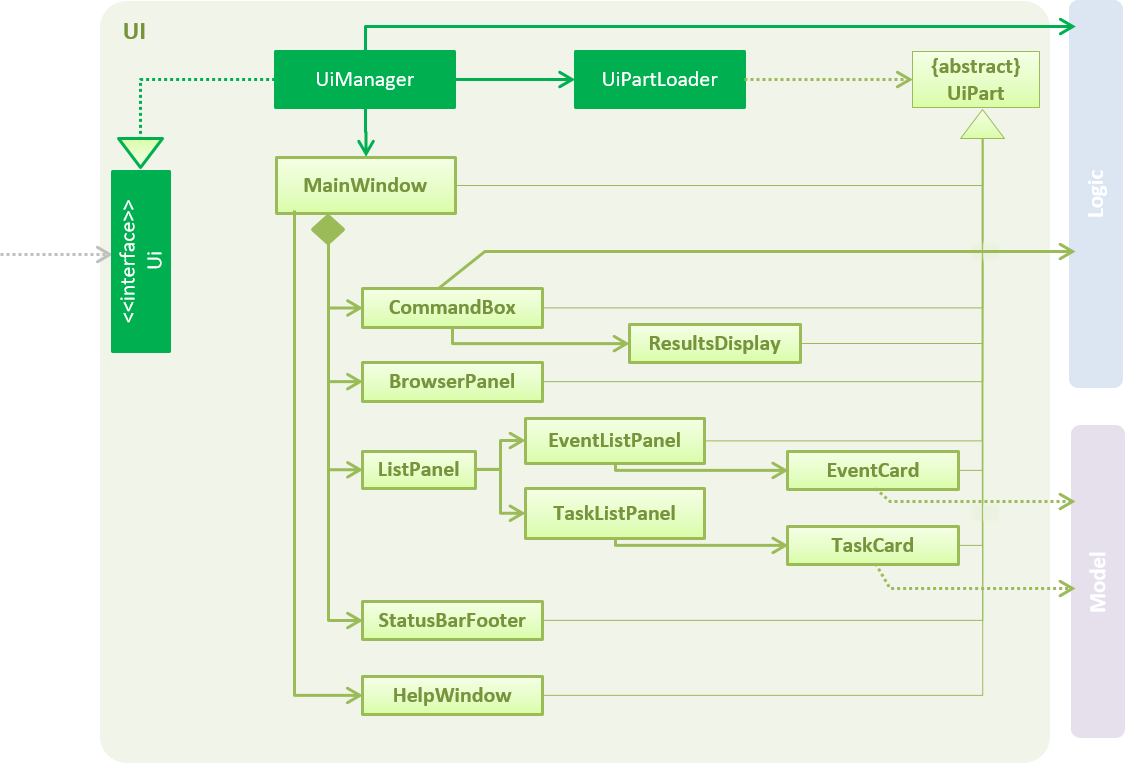 UI
UiManager
UiPartLoader
{abstract}
UiPart
MainWindow
<<interface>>
Ui
Logic
CommandBox
ResultsDisplay
BrowserPanel
EventListPanel
ListPanel
EventCard
TaskListPanel
TaskCard
Model
StatusBarFooter
HelpWindow